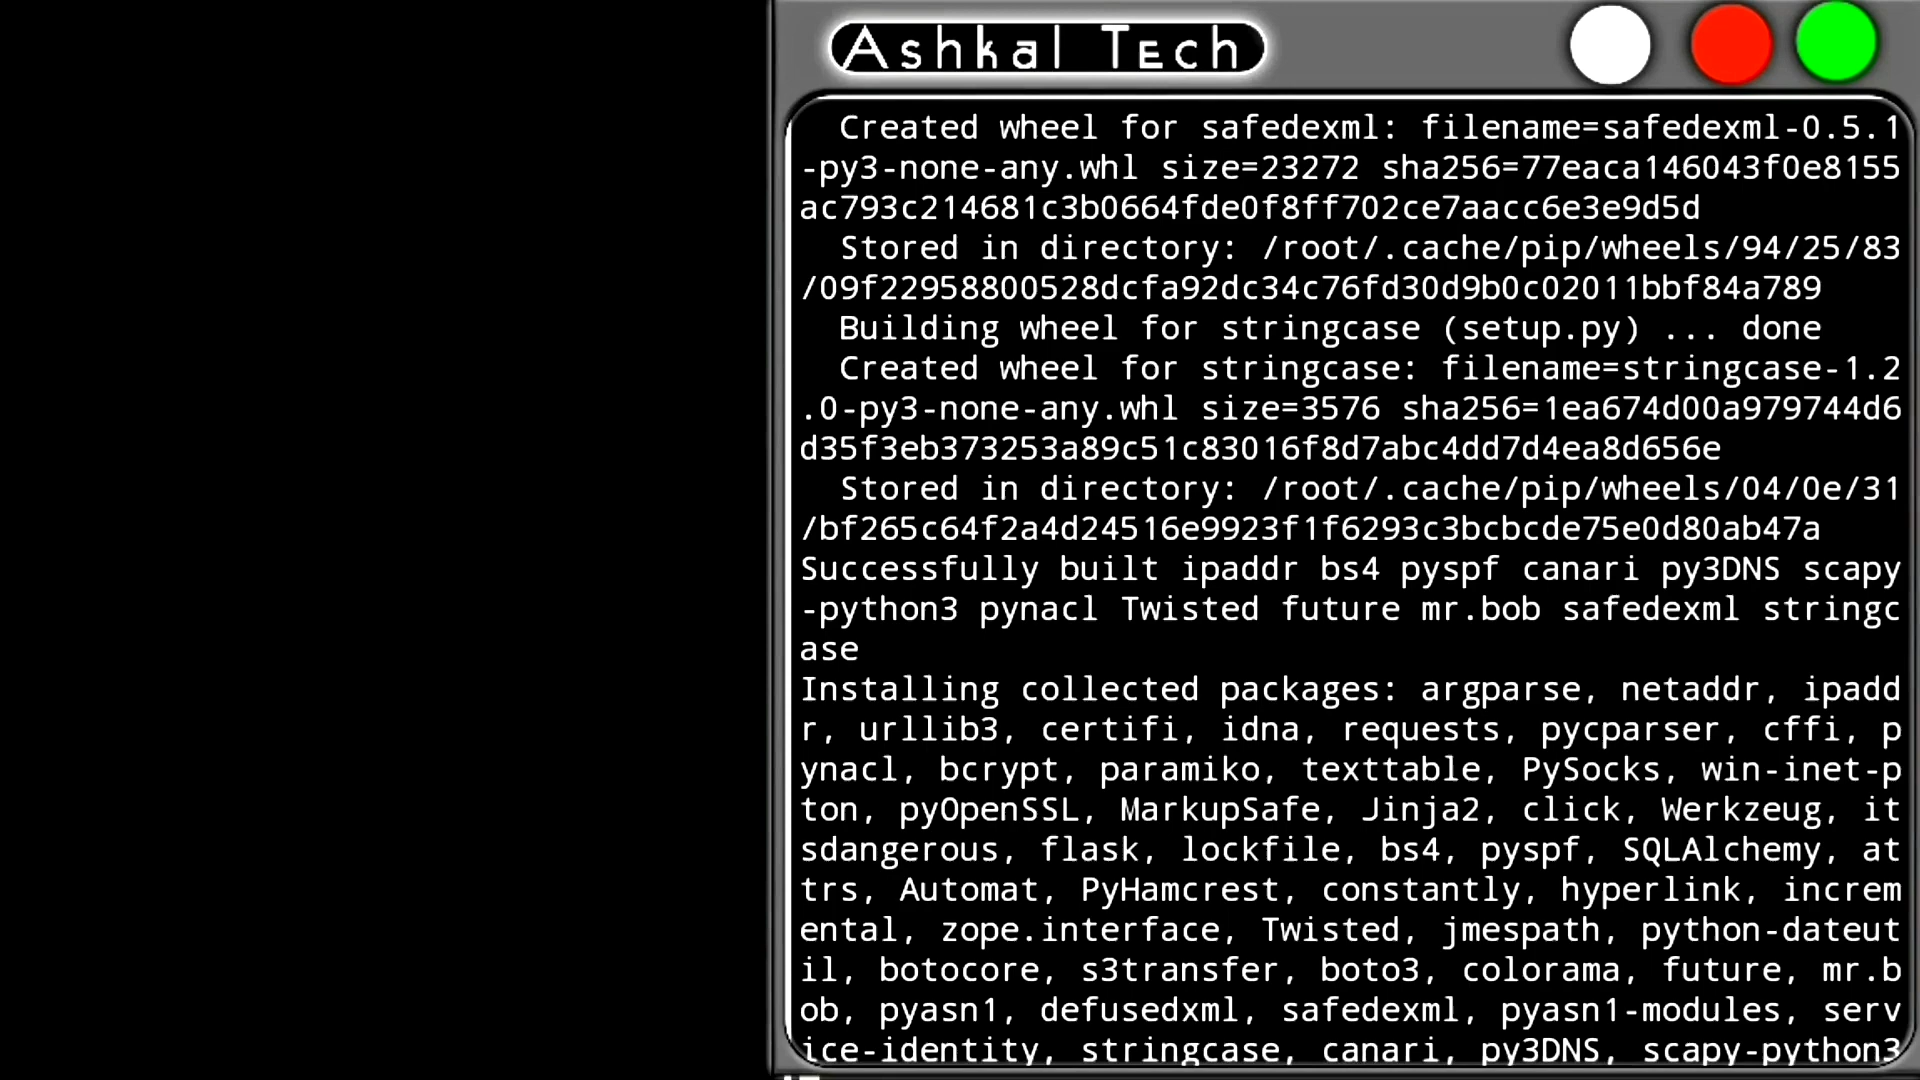 Ashkal Tech
  Created wheel for safedexml: filename=safedexml-0.5.1
-py3-none-any.whl size=23272 sha256=77eaca146043f0e8155
ac793c214681c3b0664fde0f8ff702ce7aacc6e3e9d5d
  Stored in directory: /root/.cache/pip/wheels/94/25/83
/09f22958800528dcfa92dc34c76fd30d9b0c02011bbf84a789
  Building wheel for stringcase (setup.py) ... done
  Created wheel for stringcase: filename=stringcase-1.2
.0-py3-none-any.whl size=3576 sha256=1ea674d00a979744d6
d35f3eb373253a89c51c83016f8d7abc4dd7d4ea8d656e
  Stored in directory: /root/.cache/pip/wheels/04/0e/31
/bf265c64f2a4d24516e9923f1f6293c3bcbcde75e0d80ab47a
Successfully built ipaddr bs4 pyspf canari py3DNS scapy
-python3 pynacl Twisted future mr.bob safedexml stringc
ase
Installing collected packages: argparse, netaddr, ipadd
r, urllib3, certifi, idna, requests, pycparser, cffi, p
ynacl, bcrypt, paramiko, texttable, PySocks, win-inet-p
ton, pyOpenSSL, MarkupSafe, Jinja2, click, Werkzeug, it
sdangerous, flask, lockfile, bs4, pyspf, SQLAlchemy, at
trs, Automat, PyHamcrest, constantly, hyperlink, increm
ental, zope.interface, Twisted, jmespath, python-dateut
il, botocore, s3transfer, boto3, colorama, future, mr.b
ob, pyasn1, defusedxml, safedexml, pyasn1-modules, serv
ice-identity, stringcase, canari, py3DNS, scapy-python3